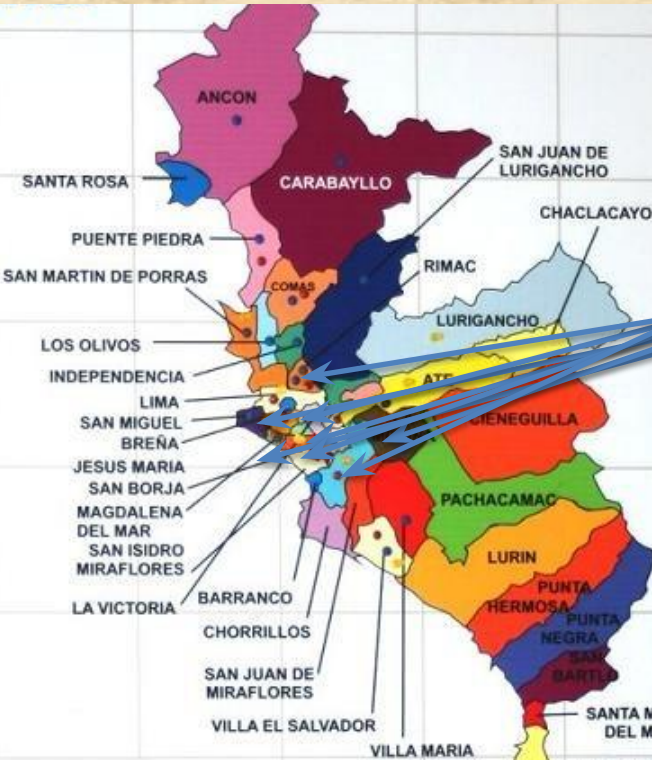 ANCON
SAN JUAN DE
LURIGANCHO
SANTA ROSA
CARABAYLLO
CHACLACAYO
PUENTE PIEDRA
RIMAC
SAN MARTIN DE PORRAS
COMAS
LURIGANCHO
LOS OLIVOS
INDEPENDENCIA
ATE
LIMA
SAN MIGUEL
CIENEGUILLA
BREÑA
JESUS MARIA
SAN BORJA
PACHACAMAC
MAGDALENA
DEL MAR
SAN ISIDRO
MIRAFLORES
LURIN
LA VICTORIA
BARRANCO
PUNTA
HERMOSA
CHORRILLOS
PUNTA
NEGRA
SAN
BARTLO
SAN JUAN DE
MIRAFLORES
VILLA EL SALVADOR
SANTA M
DEL M
VILLA MARIA